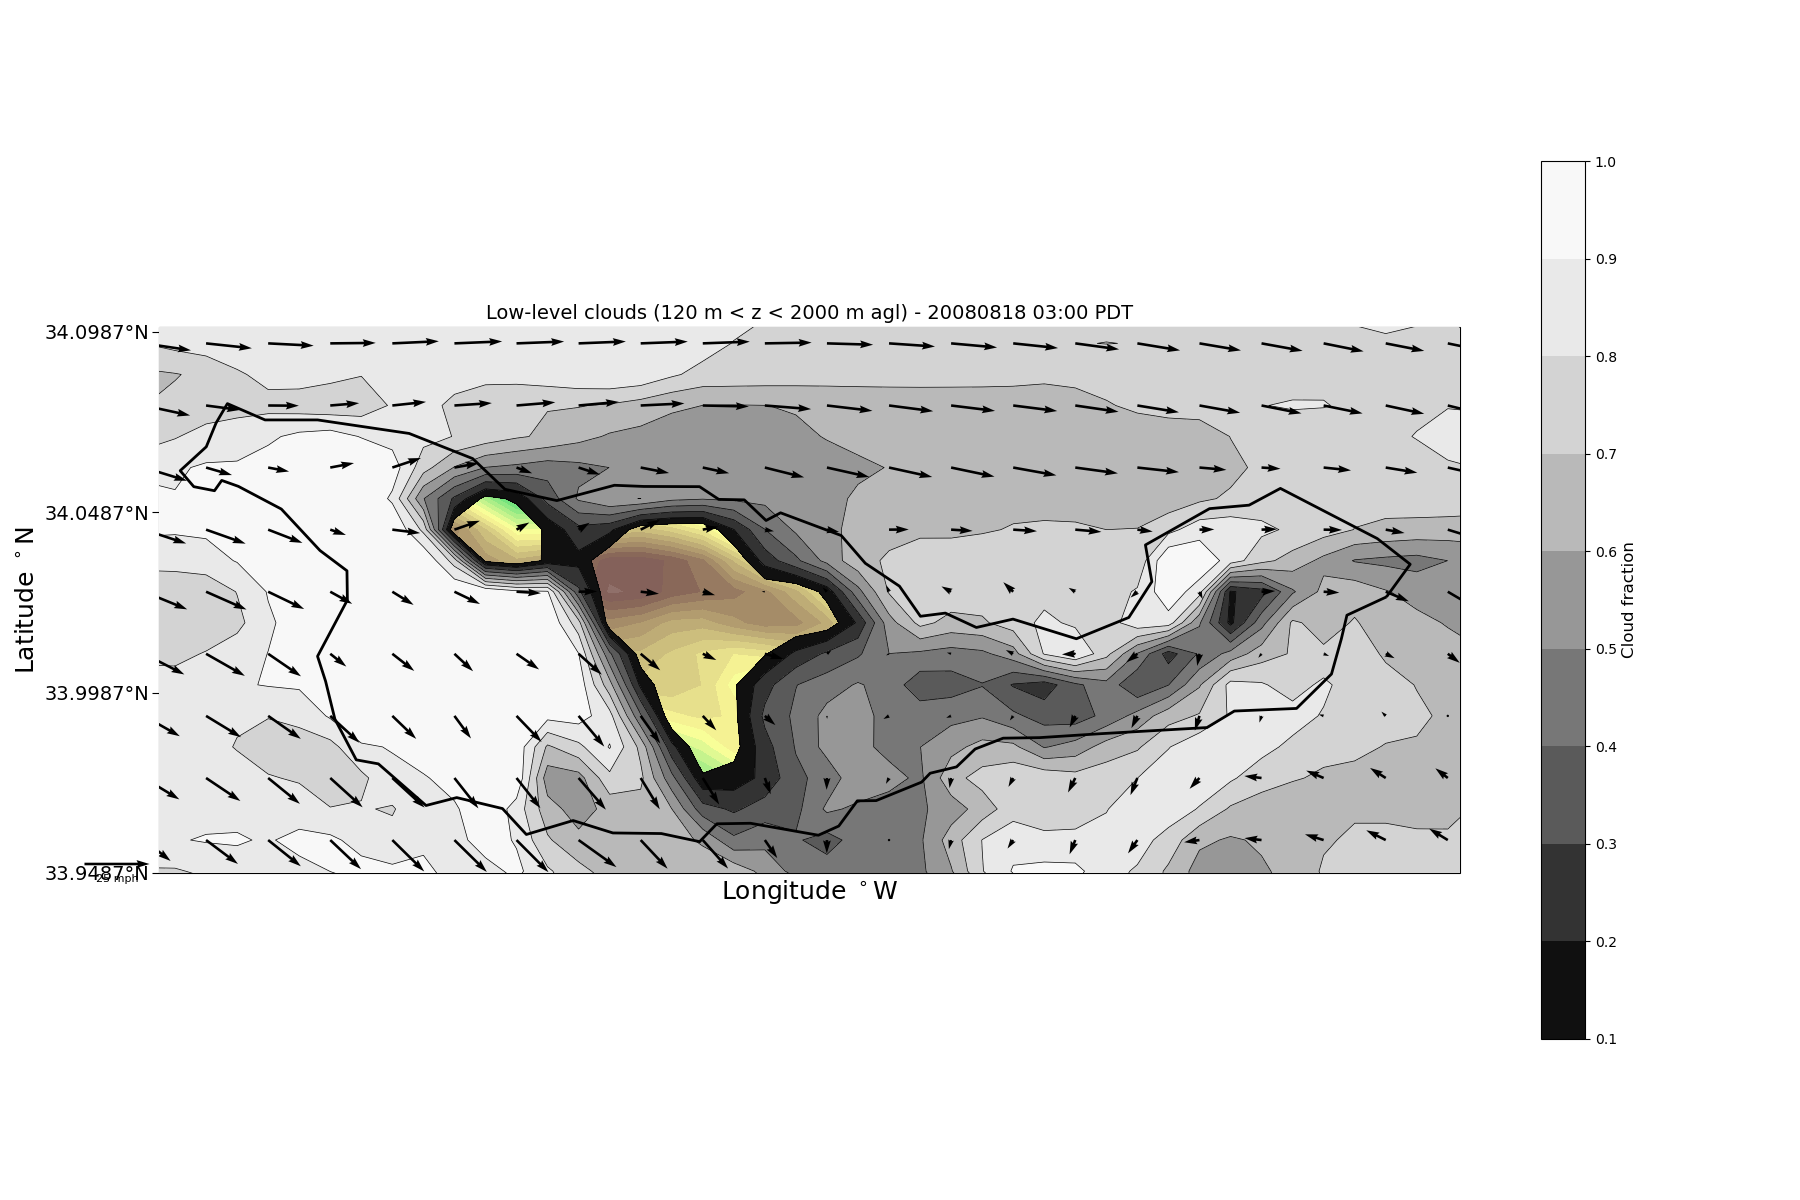 Low-level clouds (120 m < z < 2000 m agl) - 20080818 03:00 PDT
34.0987°N
34.0487°N
33.9987°N
33.9487°N
Latitude °N
Longitude °W
25 mph
1.0
0.9
0.8
0.7
0.6
0.5
0.4
0.3
0.2
0.1
Cloud fraction